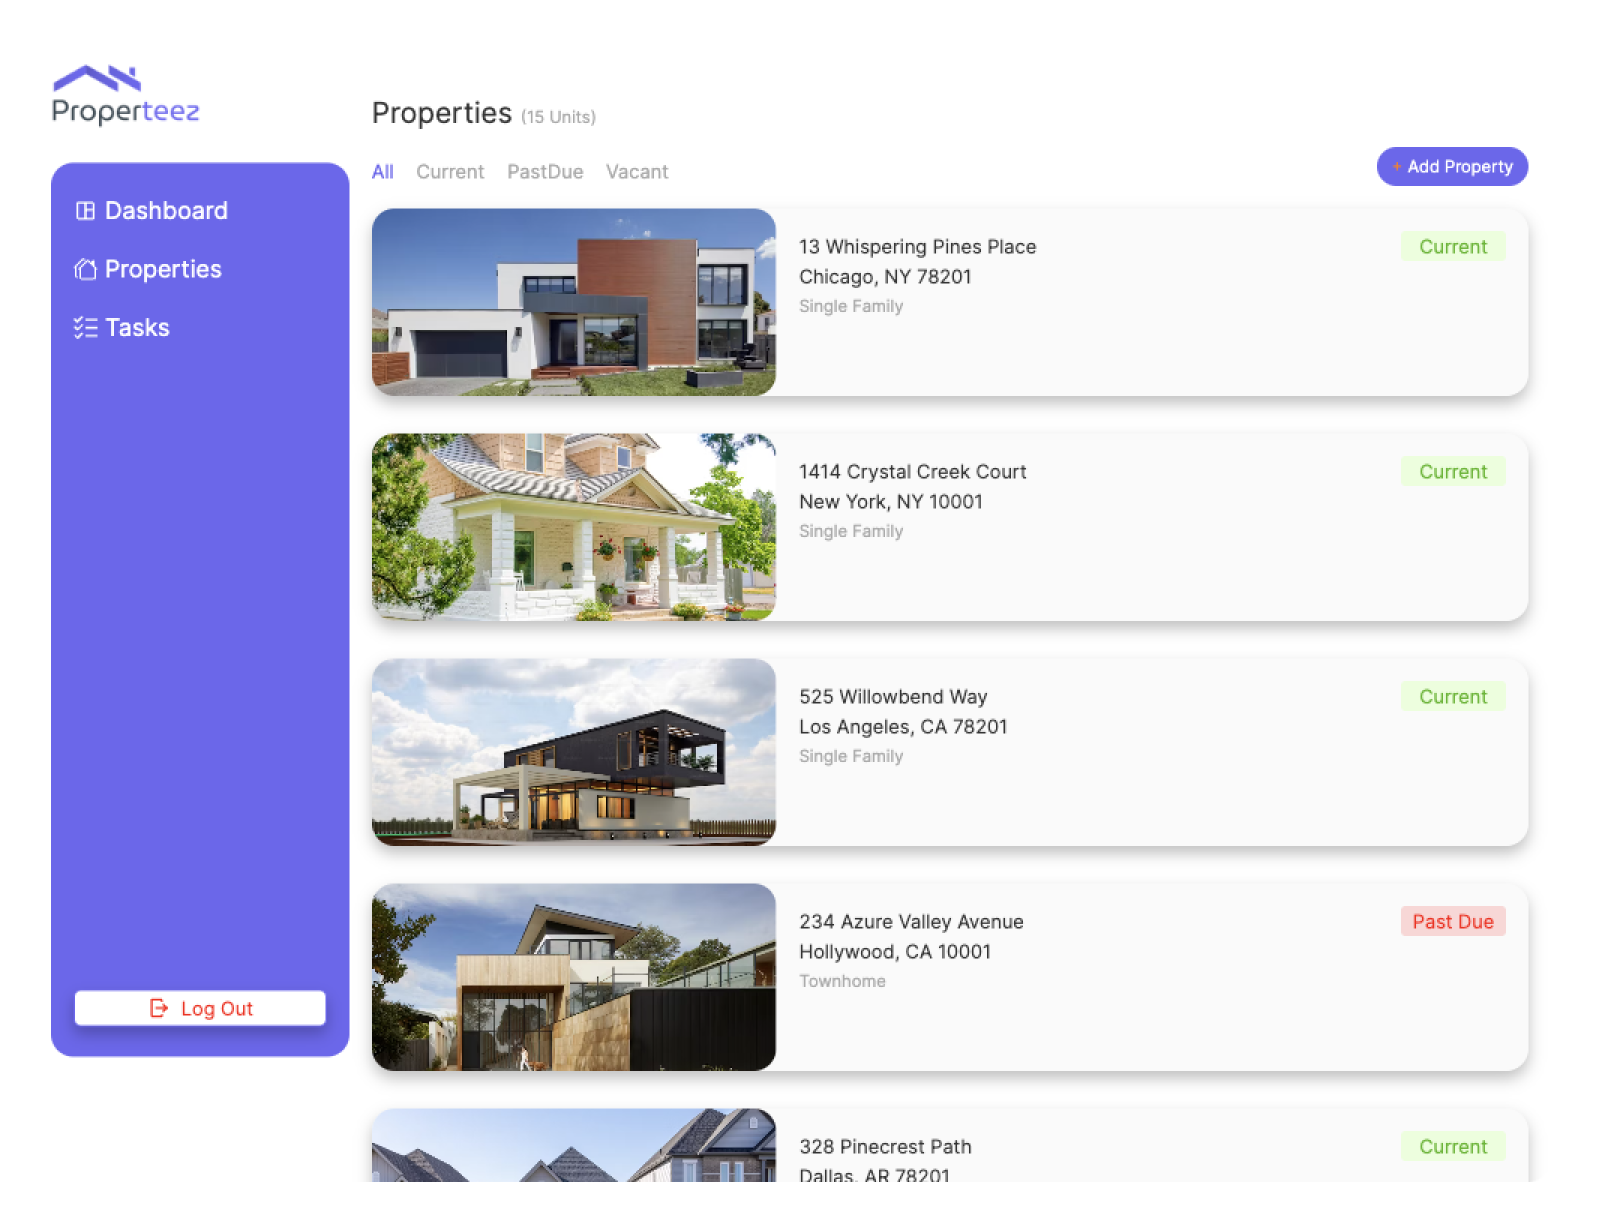 Properteez
Dashboard
Properties
Tasks
Log Out
Properties (15 Units)
All Current PastDue Vacant
+ Add Property
13 Whispering Pines Place
Chicago, NY 78201
Single Family
Current
1414 Crystal Creek Court
New York, NY 10001
Single Family
Current
525 Willowbend Way
Los Angeles, CA 78201
Single Family
Current
234 Azure Valley Avenue
Hollywood, CA 10001
Townhome
Past Due
328 Pinecrest Path
Dallas, AR 78201
Current